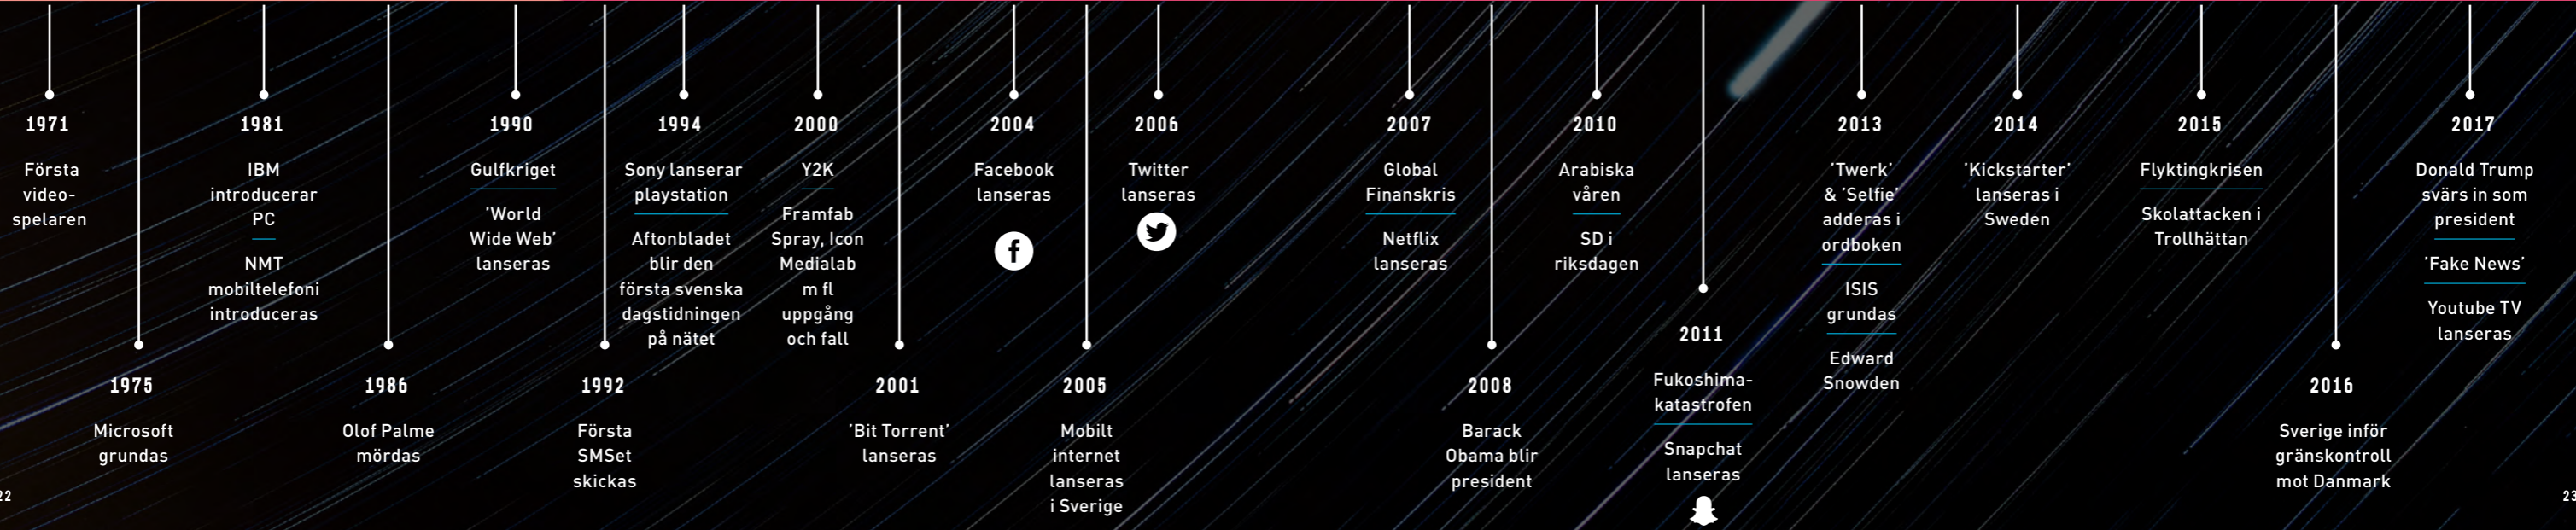 1971
Första
video-
spelaren
1975
Microsoft
grundas
1981
IBM
introducerar
PC
NMT
mobiltelefoni
introduceras
1986
Olof Palme
mördas
1990
Gulfkriget
’World
Wide Web’
lanseras
1992
Första
SMSet
skickas
1994
Sony lanserar
playstation
Aftonbladet
blir den
första svenska
dagstidningen
på nätet
2000
Y2K
Framfab
Spray, Icon
Medialab
m fl
uppgång
och fall
2001
’Bit Torrent’
lanseras
2004
Facebook
lanseras
2005
Mobilt
internet
lanseras
i Sverige
2006
Twitter
lanseras
2007
Global
Finanskris
Netflix
lanseras
2008
Barack
Obama blir
president
2010
Arabiska
våren
SD i
riksdagen
2011
Fukoshima-
katastrofen
Snapchat
lanseras
2013
’Twerk’
& ’Selfie’
adderas i
ordboken
ISIS
grundas
Edward
Snowden
2014
’Kickstarter’
lanseras i
Sweden
2015
Flyktingkrisen
Skolattacken i
Trollhättan
2016
Sverige inför
gränskontroll
mot Danmark
2017
Donald Trump
svärs in som
president
’Fake News’
Youtube TV
lanseras
22
23